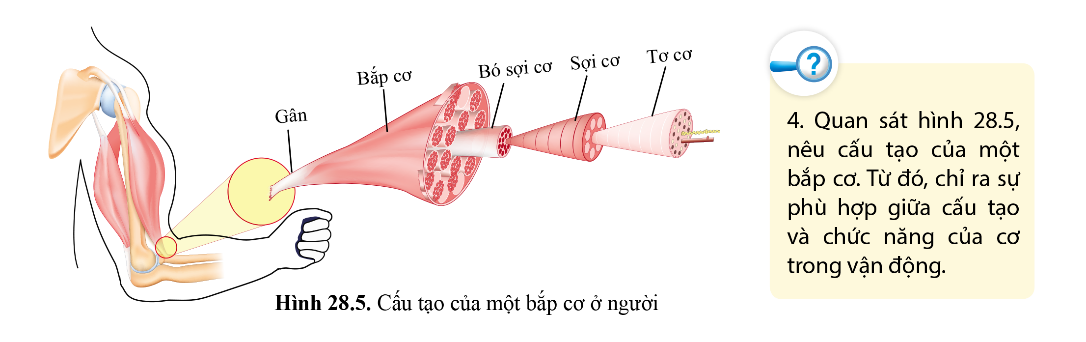 Gân
Bắp cơ
Bó sợi cơ
Sợi cơ
Tơ cơ
Hình 28.5. Cấu tạo của một bắp cơ ở người
?
4. Quan sát hình 28.5,
nêu cấu tạo của một
bắp cơ. Từ đó, chỉ ra sự
phù hợp giữa cấu tạo
và chức năng của cơ
trong vận động.